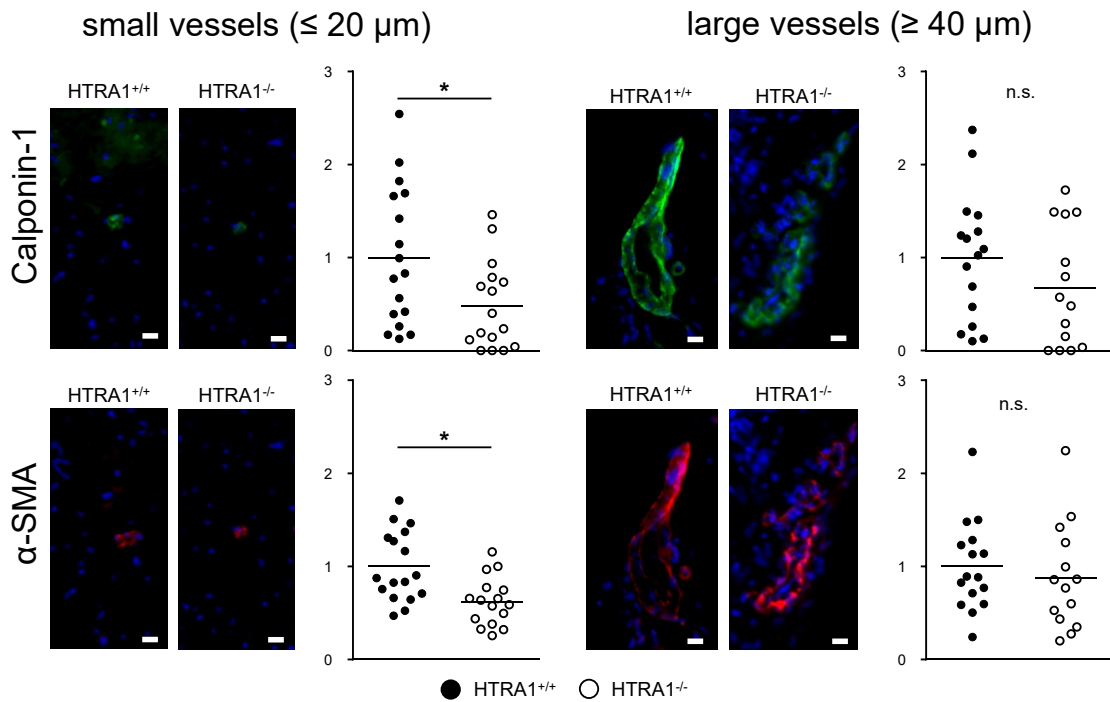 small vessels (≤ 20 µm)
large vessels (≥ 40 µm)
Calponin-1
HTRA1+/+
HTRA1-/-
3
2
1
0
*
HTRA1+/+
HTRA1-/-
3
2
1
0
n.s.
α-SMA
HTRA1+/+
HTRA1-/-
3
2
1
0
*
HTRA1+/+
HTRA1-/-
3
2
1
0
n.s.
HTRA1+/+
HTRA1-/-